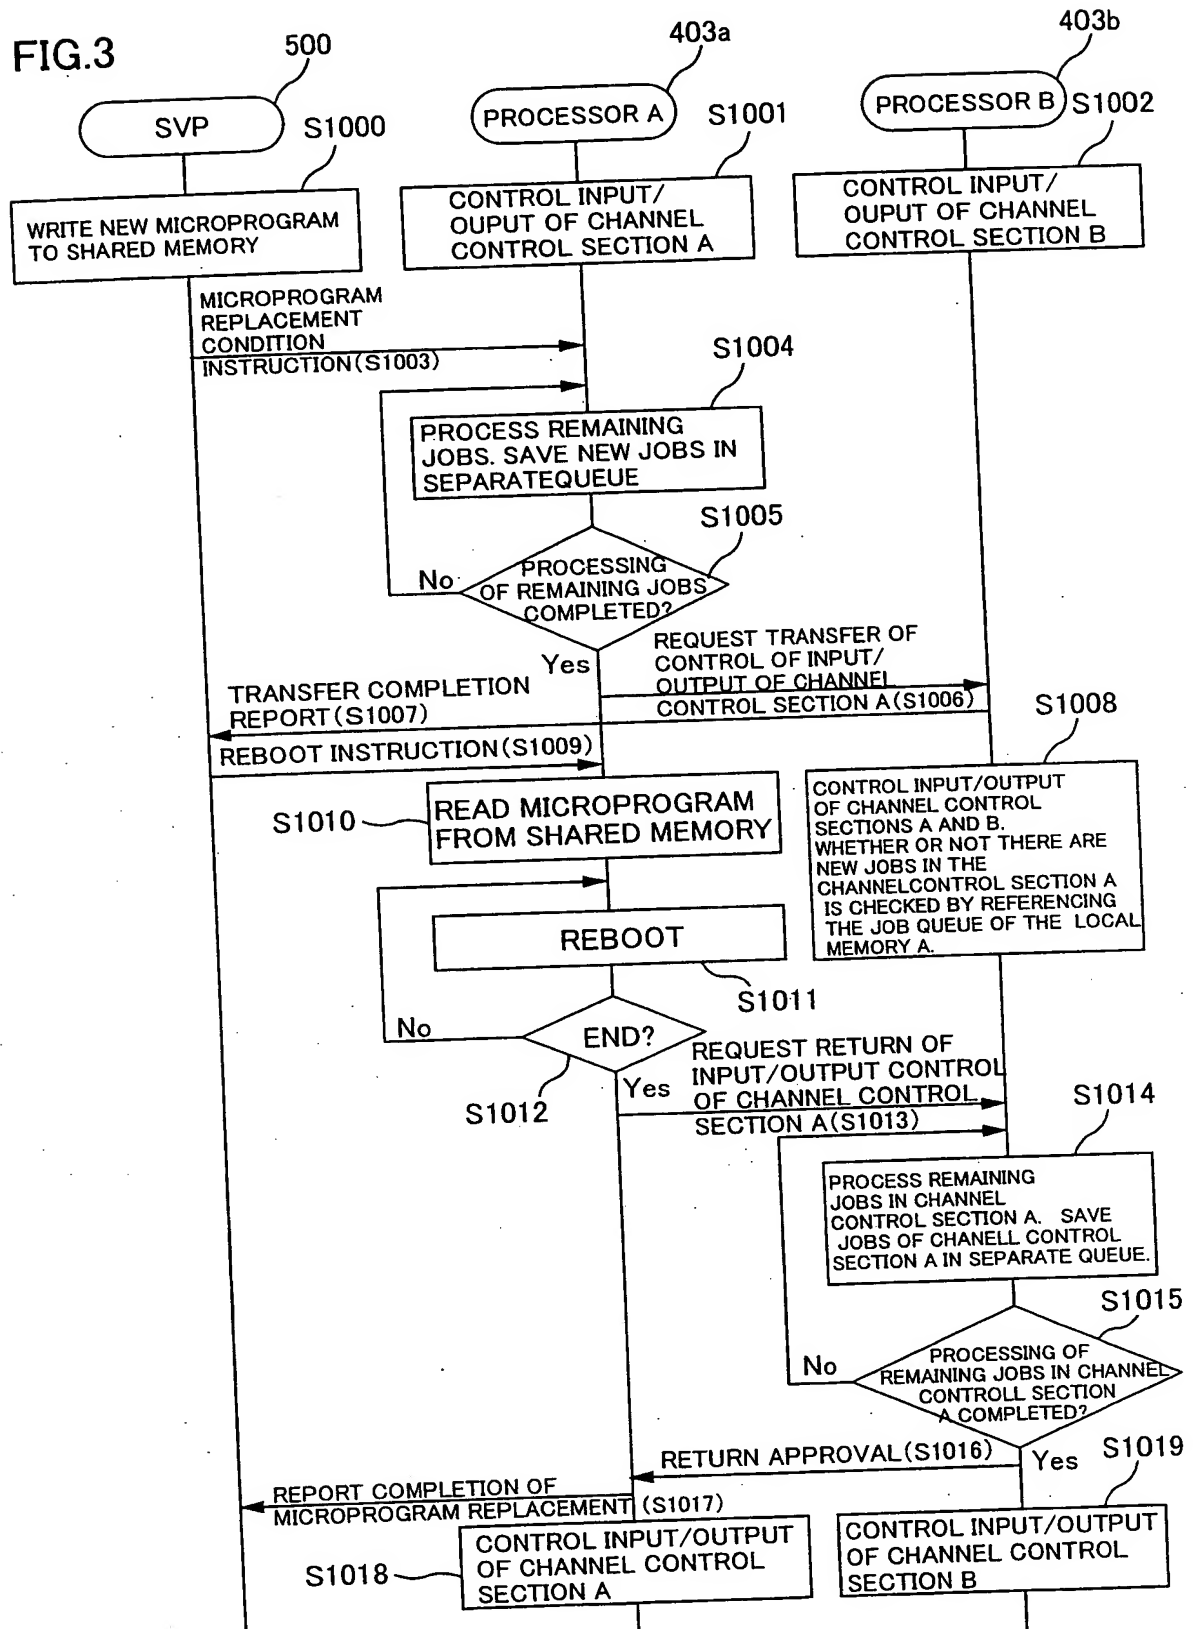 FIG.3
500
403a
403b
SVP
PROCESSOR A
PROCESSOR B
S1000
S1001
S1002
WRITE NEW MICROPROGRAM
TO SHARED MEMORY
CONTROL INPUT/
OUPUT OF CHANNEL
CONTROL SECTION A
CONTROL INPUT/
OUPUT OF CHANNEL
CONTROL SECTION B
MICROPROGRAM
REPLACEMENT
CONDITION
INSTRUCTION(S1003)
S1004
PROCESS REMAINING
JOBS. SAVE NEW JOBS IN
SEPARATEQUEUE
S1005
PROCESSING
OF REMAINING JOBS
COMPLETED?
No
Yes
REQUEST TRANSFER OF
CONTROL OF INPUT/
OUTPUT OF CHANNEL
CONTROL SECTION A(S1006)
TRANSFER COMPLETION
REPORT(S1007)
S1008
REBOOT INSTRUCTION(S1009)
S1010
READ MICROPROGRAM
FROM SHARED MEMORY
CONTROL INPUT/OUTPUT
OF CHANNEL CONTROL
SECTIONS A AND B.
WHETHER OR NOT THERE ARE
NEW JOBS IN THE
CHANNELCONTROL SECTION A
IS CHECKED BY REFERENCING
THE JOB QUEUE OF THE LOCAL
MEMORY A.
REBOOT
S1011
No
END?
S1012
Yes
REQUEST RETURN OF
INPUT/OUTPUT CONTROL
OF CHANNEL CONTROL
SECTION A(S1013)
S1014
PROCESS REMAINING
JOBS IN CHANNEL
CONTROL SECTION A. SAVE
JOBS OF CHANELL CONTROL
SECTION A IN SEPARATE QUEUE.
S1015
No
PROCESSING OF
REMAINING JOBS IN CHANNEL
CONTROLL SECTION
A COMPLETED?
RETURN APPROVAL(S1016)
Yes
S1019
REPORT COMPLETION OF
MICROPROGRAM REPLACEMENT(S1017)
S1018
CONTROL INPUT/OUTPUT
OF CHANNEL CONTROL
SECTION A
CONTROL INPUT/OUTPUT
OF CHANNEL CONTROL
SECTION B